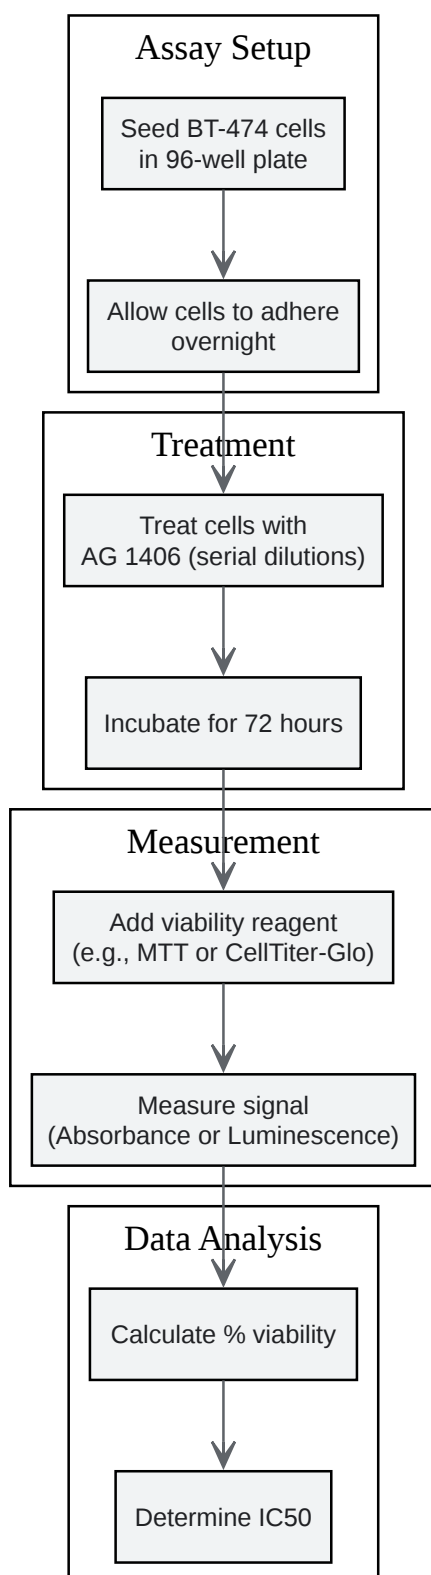 Assay Setup
Seed BT-474 cells
in 96-well plate
Allow cells to adhere
overnight
Treatment
Treat cells with
AG 1406 (serial dilutions)
Incubate for 72 hours
Measurement
Add viability reagent
(e.g., MTT or CellTiter-Glo)
Measure signal
(Absorbance or Luminescence)
Data Analysis
Calculate % viability
Determine IC50